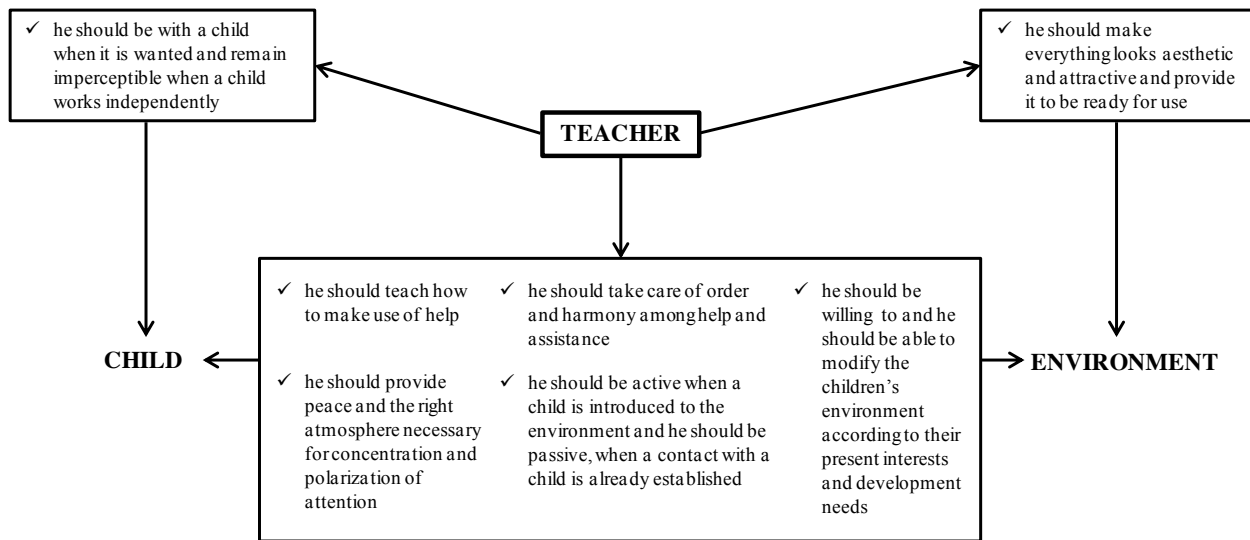 ✓ he should be with a child
when it is wanted and remain
imperceptible when a child
works independently
✓ he should make
everything looks aesthetic
and attractive and provide
it to be ready for use
TEACHER
✓ he should teach how
to make use of help
✓ he should take care of order
and harmony among help and
assistance
✓ he should be
willing to and he
should be able to
modify the
children's
environment
according to their
present interests
and development
needs
CHILD
ENVIRONMENT
✓ he should provide
peace and the right
atmosphere necessary
for concentration and
polarization of
attention
✓ he should be active when a
child is introduced to the
environment and he should be
passive, when a contact with a
child is already established